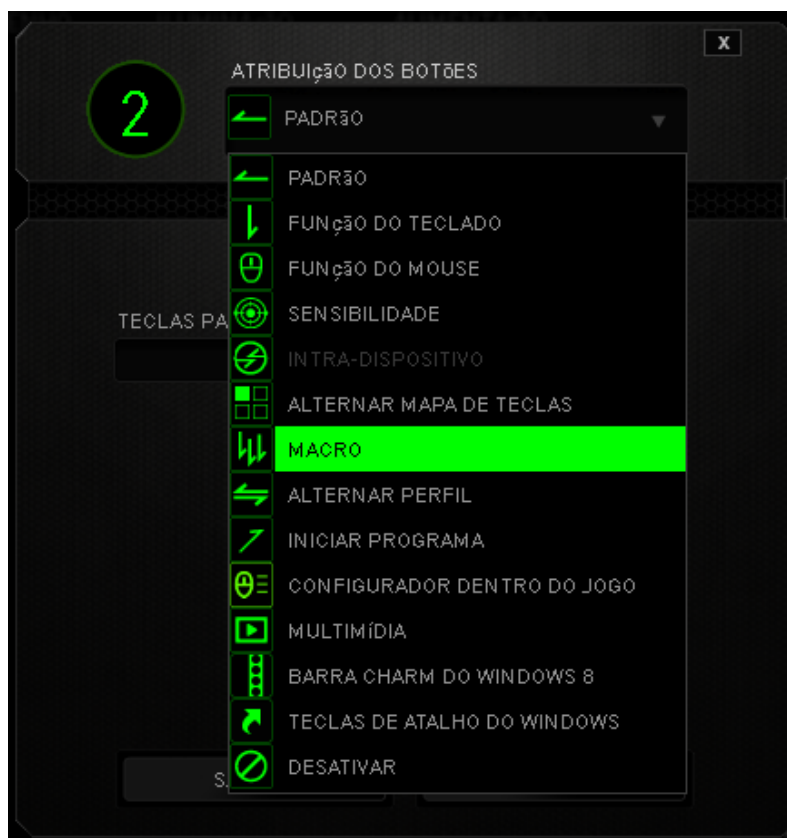 X
ATRIBUIçãO DOS BOTõES
2
PADRãO
PADRãO
FUNçãO DO TECLADO
FUNçãO DO MOUSE
SENSIBILIDADE
TECLAS PA
INTRA-DISPOSITIVO
ALTERNAR MAPA DE TECLAS
MACRO
ALTERNAR PERFIL
INICIAR PROGRAMA
CONFIGURADOR DENTRO DO JOGO
MULTIMíDIA
BARRA CHARM DO WINDOWS 8
TECLAS DE ATALHO DO WINDOWS
DESATIVAR